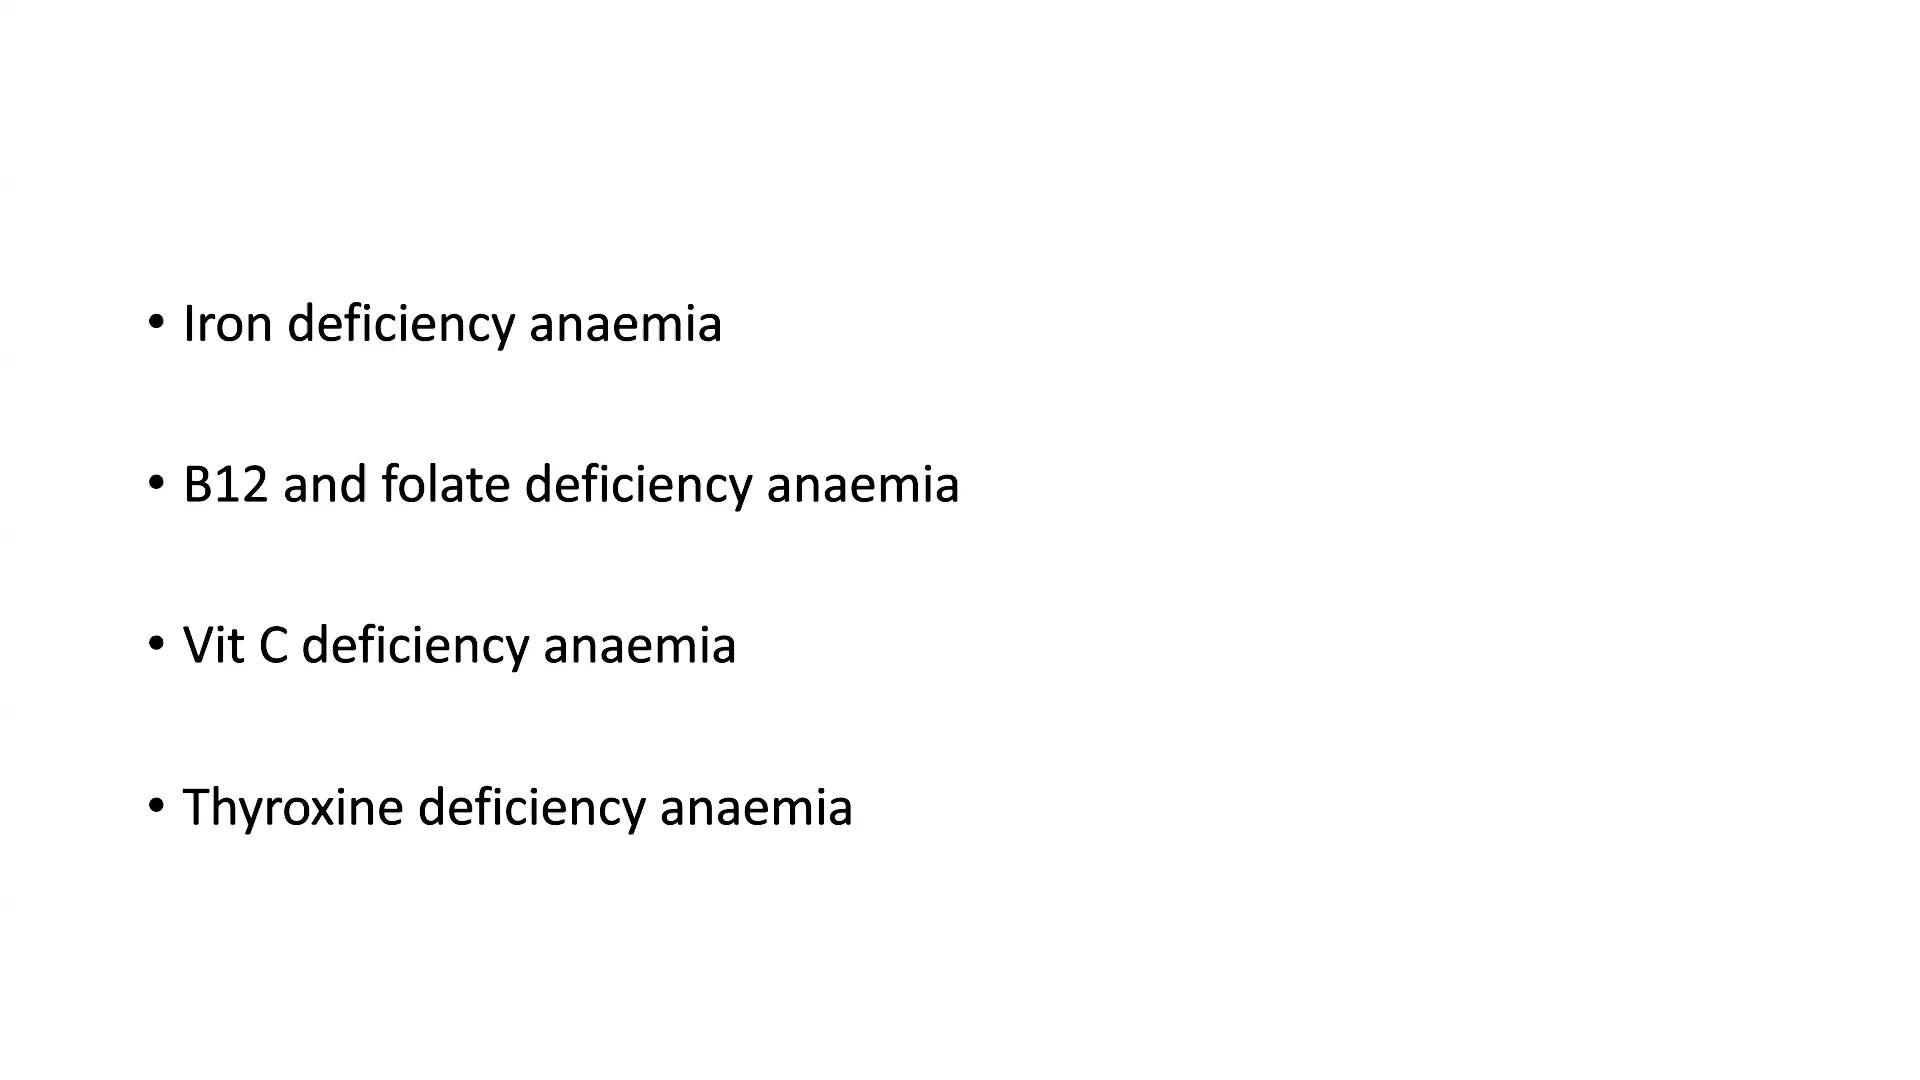 • Iron deficiency anaemia
• B12 and folate deficiency anaemia
• Vit C deficiency anaemia
• Thyroxine deficiency anaemia